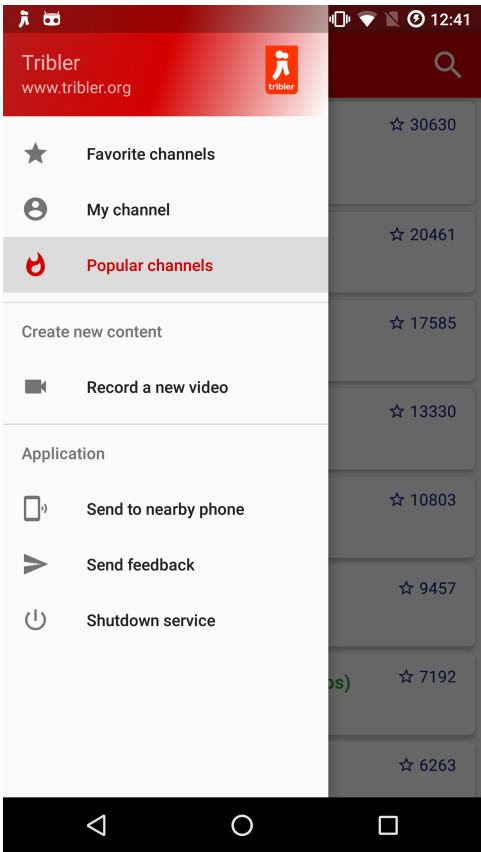 12:41
Tribler
www.tribler.org
tribler
Favorite channels
My channel
Popular channels
Create new content
Record a new video
Application
Send to nearby phone
Send feedback
Shutdown service
30630
20461
17585
13330
10803
9457
7192
6263